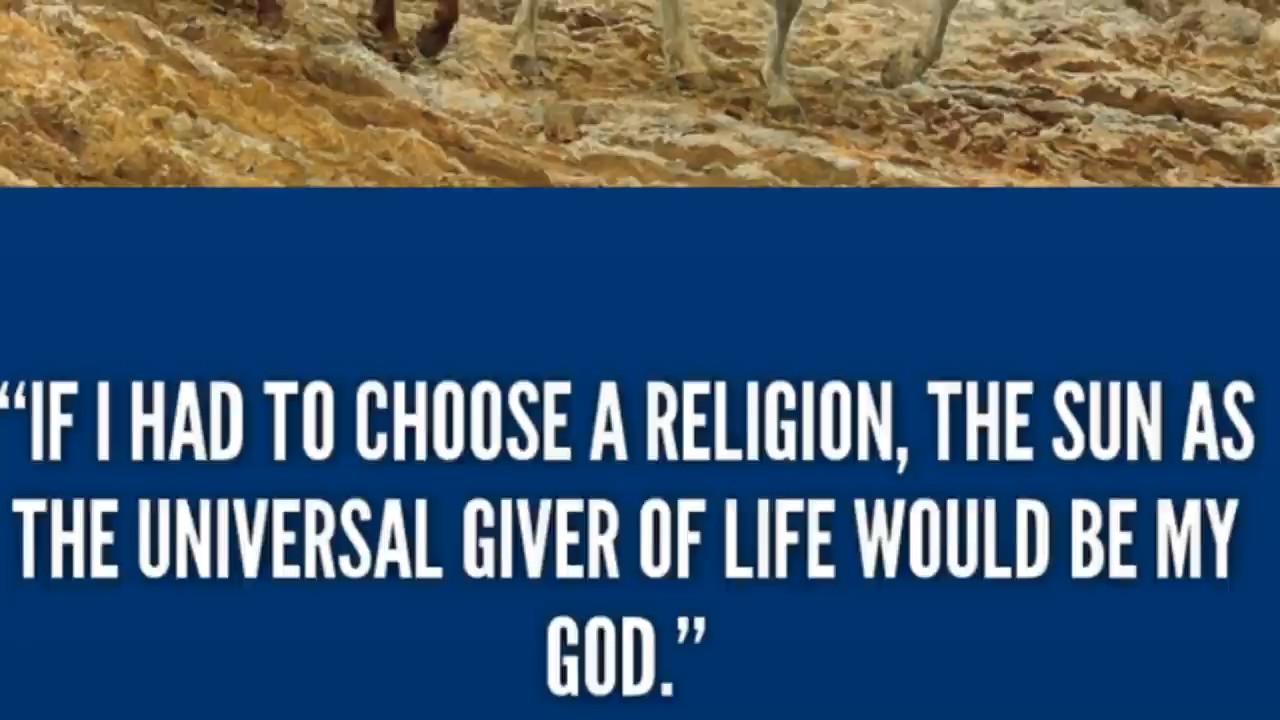 “IF I HAD TO CHOOSE A RELIGION, THE SUN AS
THE UNIVERSAL GIVER OF LIFE WOULD BE MY
GOD.”